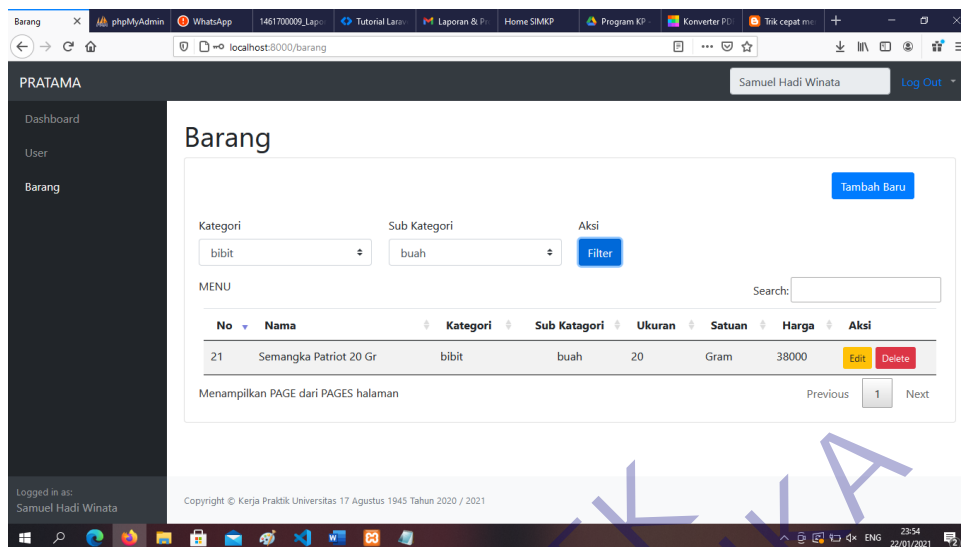 Barang
phpMyAdmin
WhatsApp
1461700009_Lapor
Tutorial Larav
Laporan & Pr
Home SIMKP
Program KP -
Konverter PD
Trik cepat me
localhost:8000/barang
PRATAMA
Samuel Hadi Winata
Log Out
Dashboard
User
Barang
Barang
Tambah Baru
Kategori Sub Kategori Aksi
bibit buah Filter
MENU
Search:
No Nama Kategori Sub Katagori Ukuran Satuan Harga Aksi
21 Semangka Patriot 20 Gr bibit buah 20 Gram 38000 Edit Delete
Menampilkan PAGE dari PAGES halaman
Previous 1 Next
Logged in as:
Samuel Hadi Winata
Copyright © Kerja Praktik Universitas 17 Agustus 1945 Tahun 2020 / 2021
ENG
23:54
22/01/2021